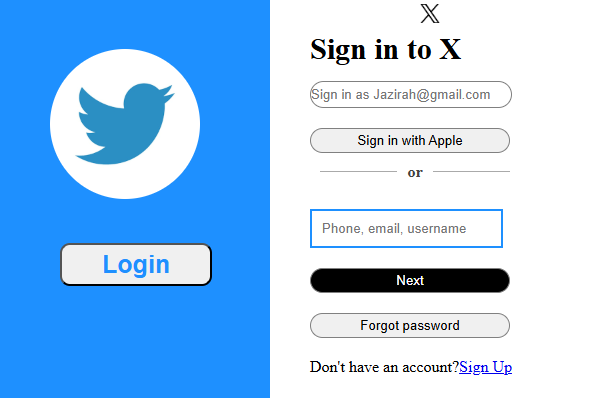 Login
Sign in to X
Sign in as Jazirah@gmail.com
Sign in with Apple
or
Phone, email, username
Next
Forgot password
Don't have an account?Sign Up